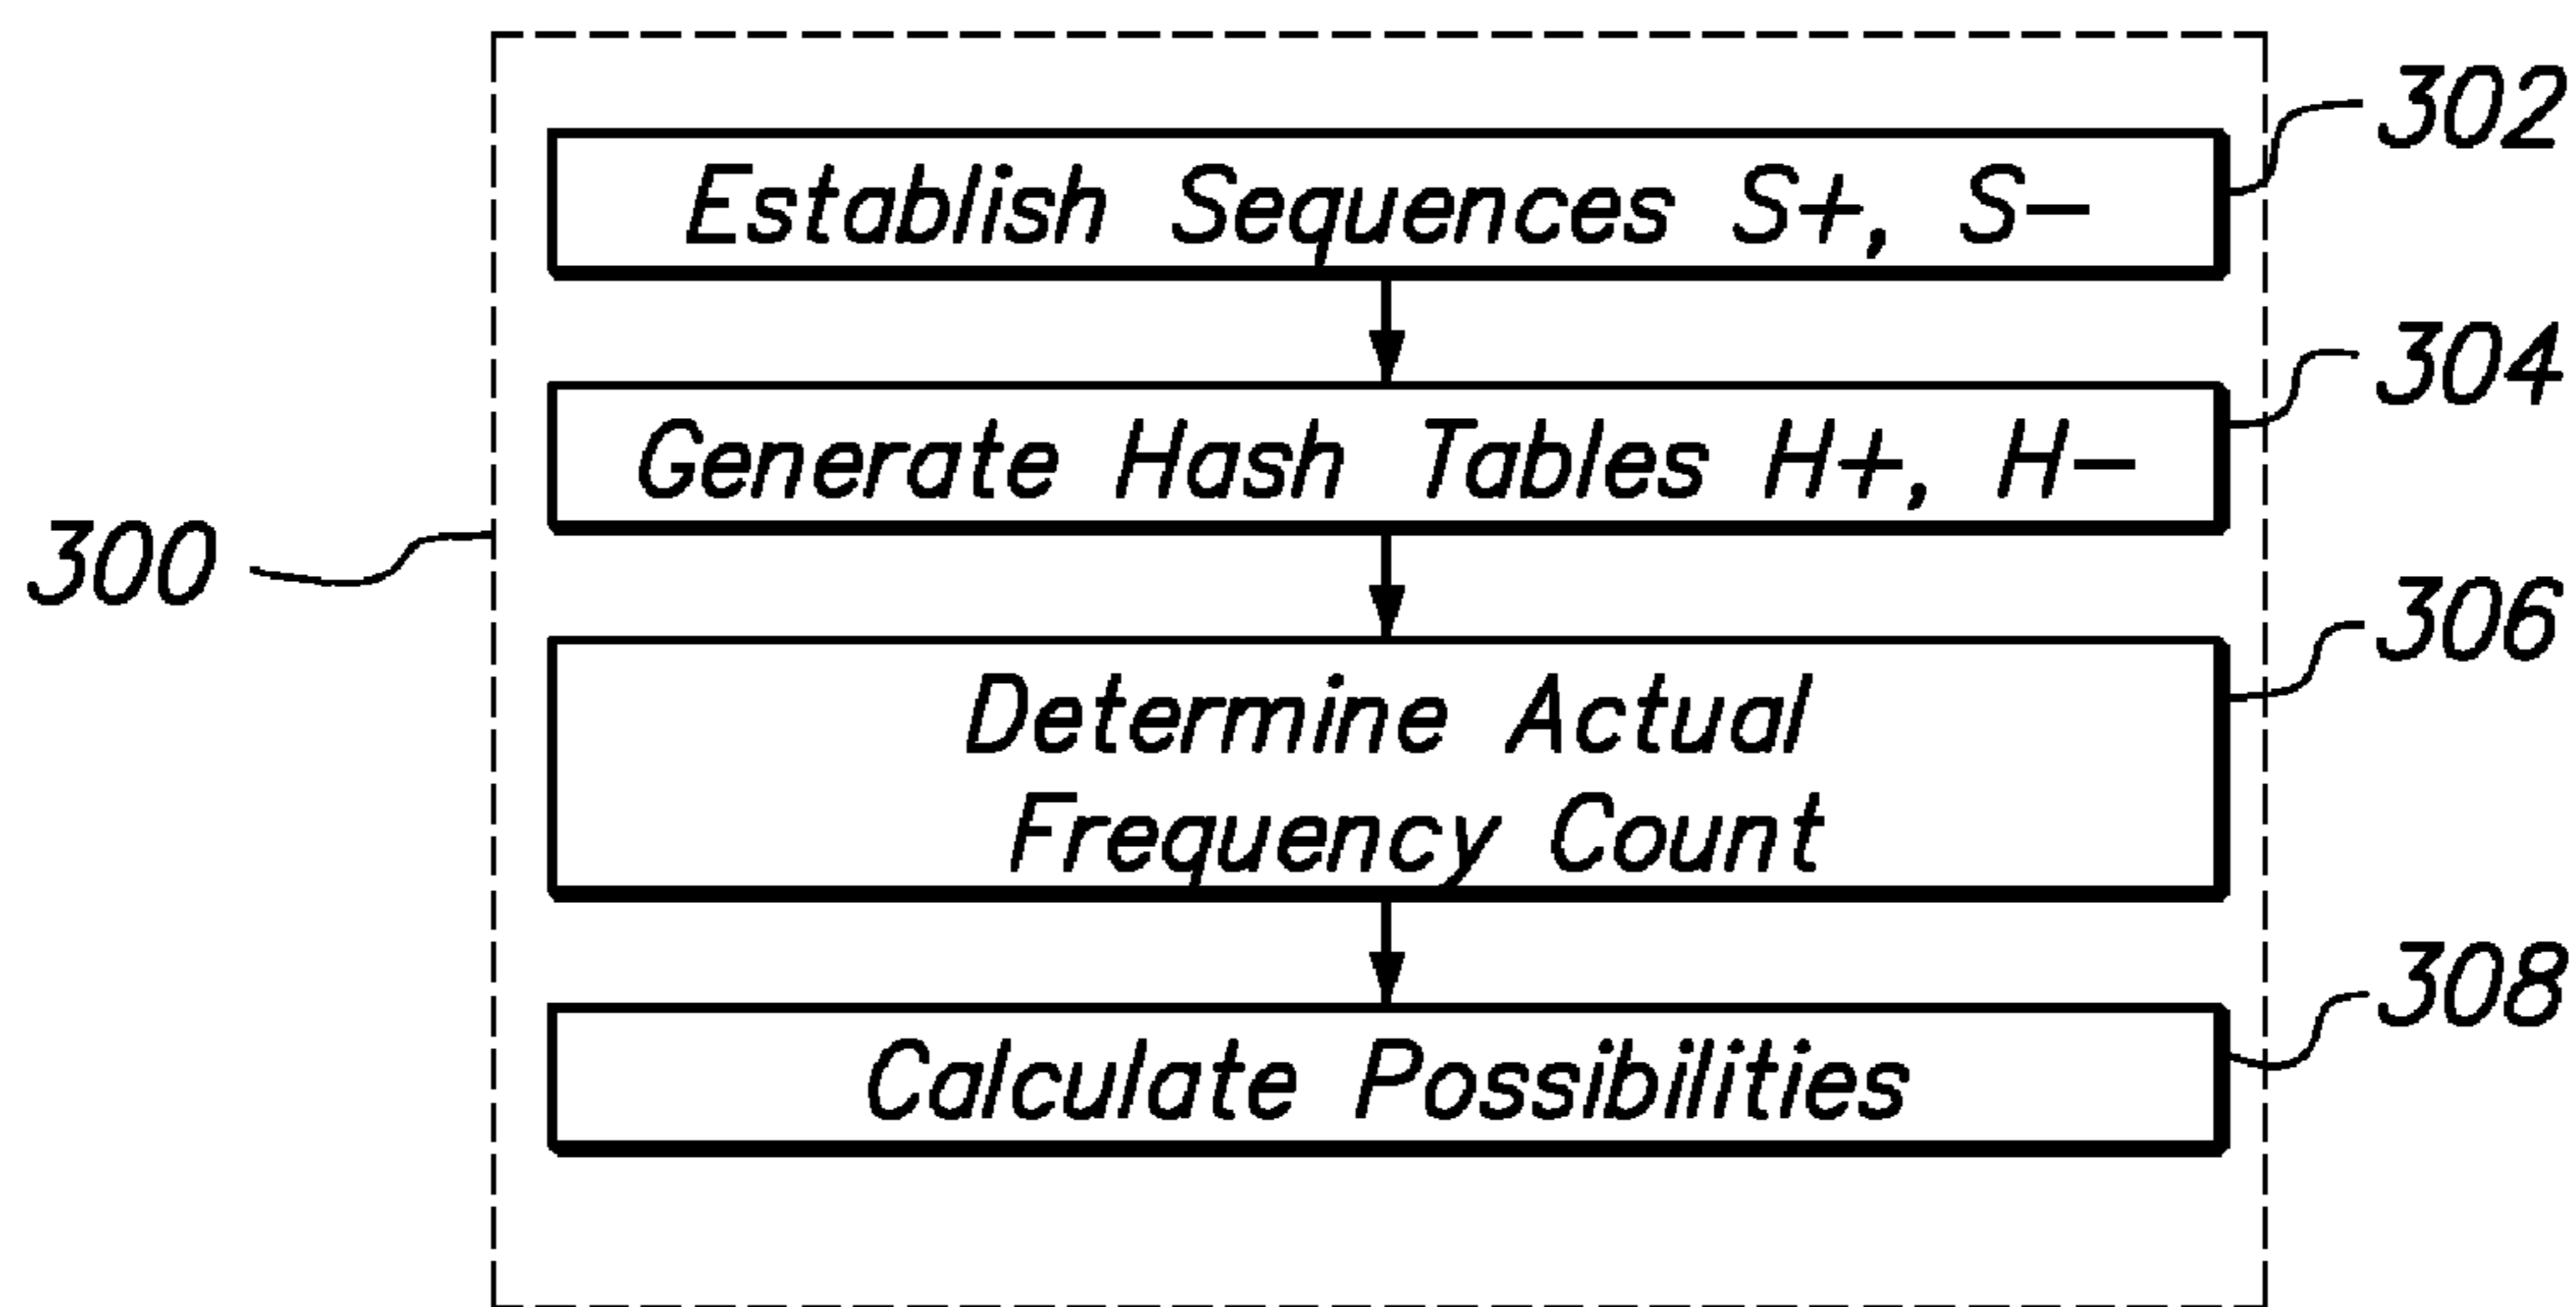 302
Establish Sequences S+, S−
304
Generate Hash Tables H+, H−
300
306
Determine Actual
Frequency Count
308
Calculate Possibilities